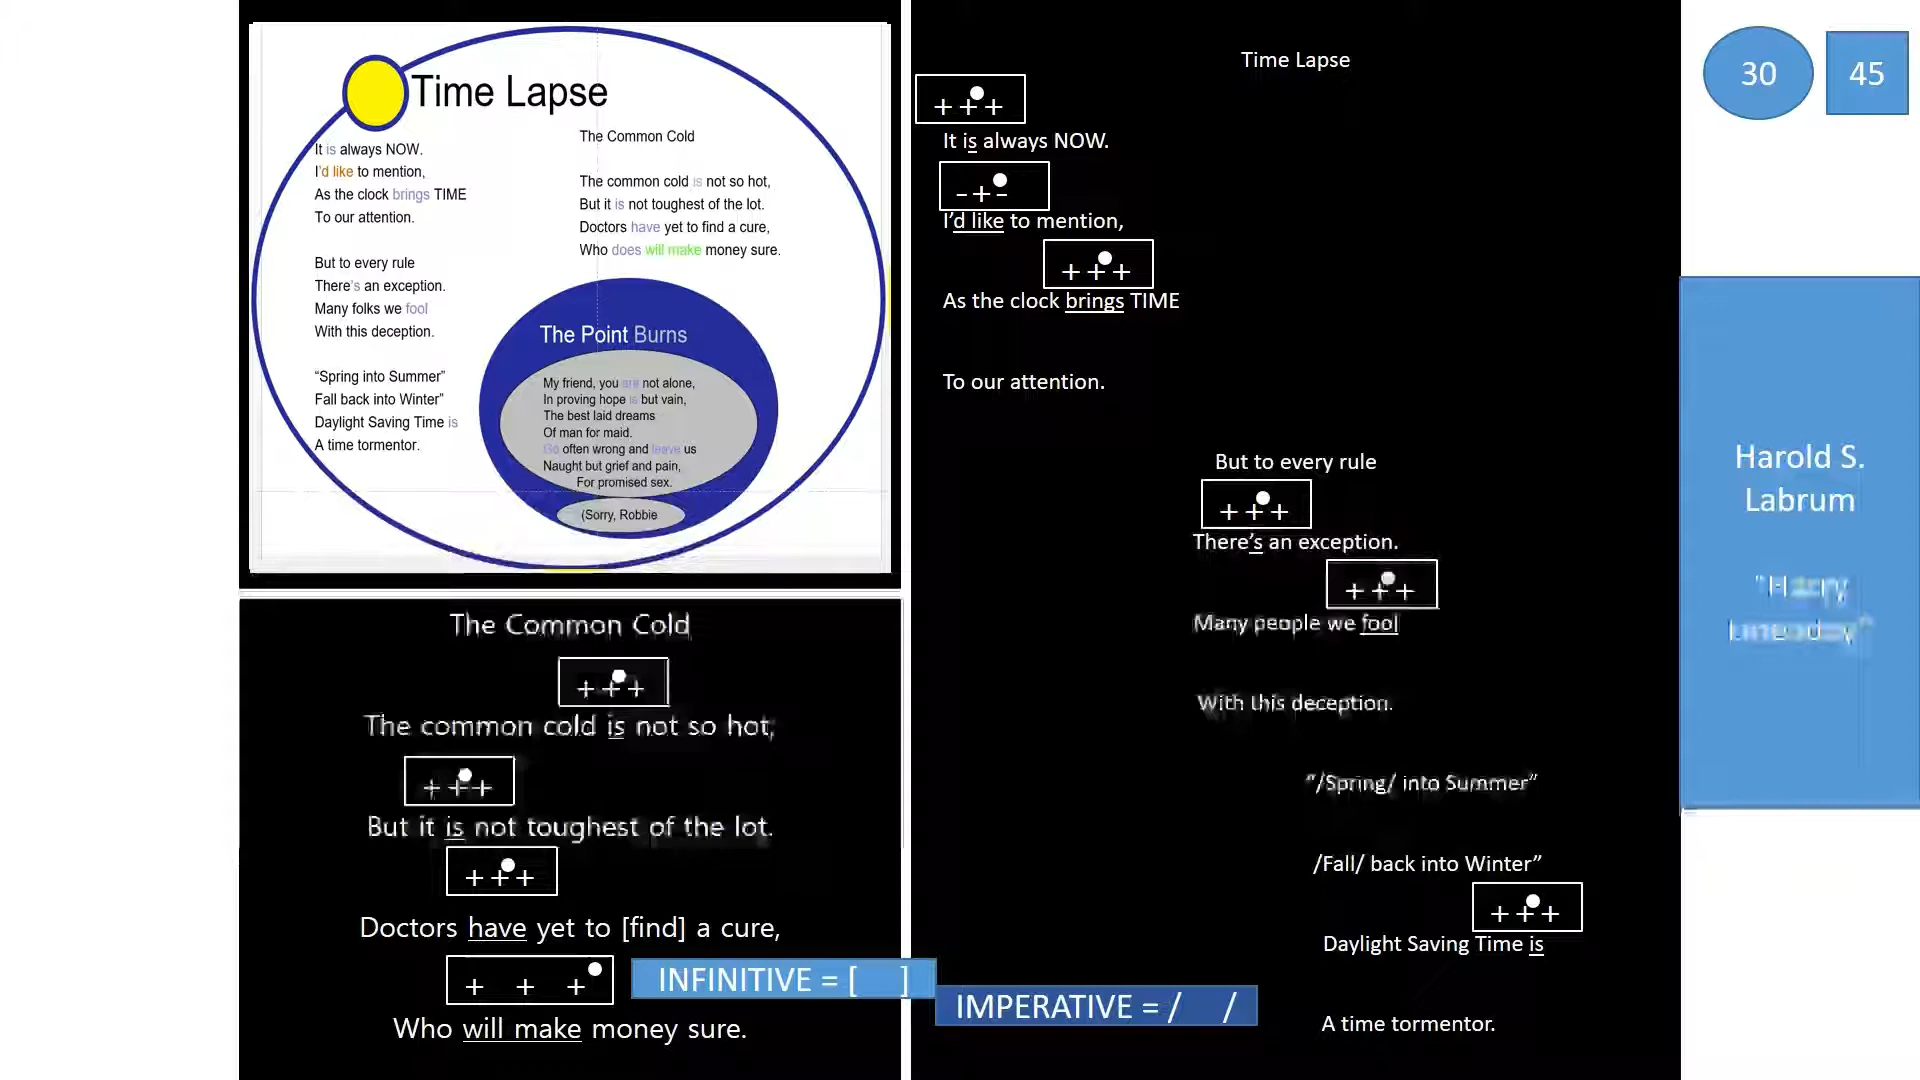 Time Lapse
It is always NOW.
I'd like to mention,
As the clock brings TIME
To our attention.
But to every rule
There's an exception.
Many folks we fool
With this deception.
“Spring into Summer”
Fall back into Winter”
Daylight Saving Time is
A time tormentor.
The Common Cold
The common cold is not so hot,
But it is not toughest of the lot.
Doctors have yet to find a cure,
Who does will make money sure.
The Point Burns
My friend, you are not alone,
In proving hope is but vain,
The best laid dreams
Of man for maid.
Go often wrong and leave us
Naught but grief and pain,
For promised sex.
(Sorry, Robbie
The Common Cold
+ + +
The common cold is not so hot,
+ + +
But it is not toughest of the lot.
+ + +
Doctors have yet to [find] a cure,
+ + +
Who will make money sure.
INFINITIVE = [ ]
Time Lapse
+ + +
It is always NOW.
- + -
I’d like to mention,
+ + +
As the clock brings TIME
To our attention.
But to every rule
+ + +
There’s an exception.
+ + +
Many people we fool
With this deception.
“/Spring/ into Summer”
/Fall/ back into Winter”
+ + +
Daylight Saving Time is
A time tormentor.
IMPERATIVE = / /
30
45
Harold S.
Labrum
"Harry